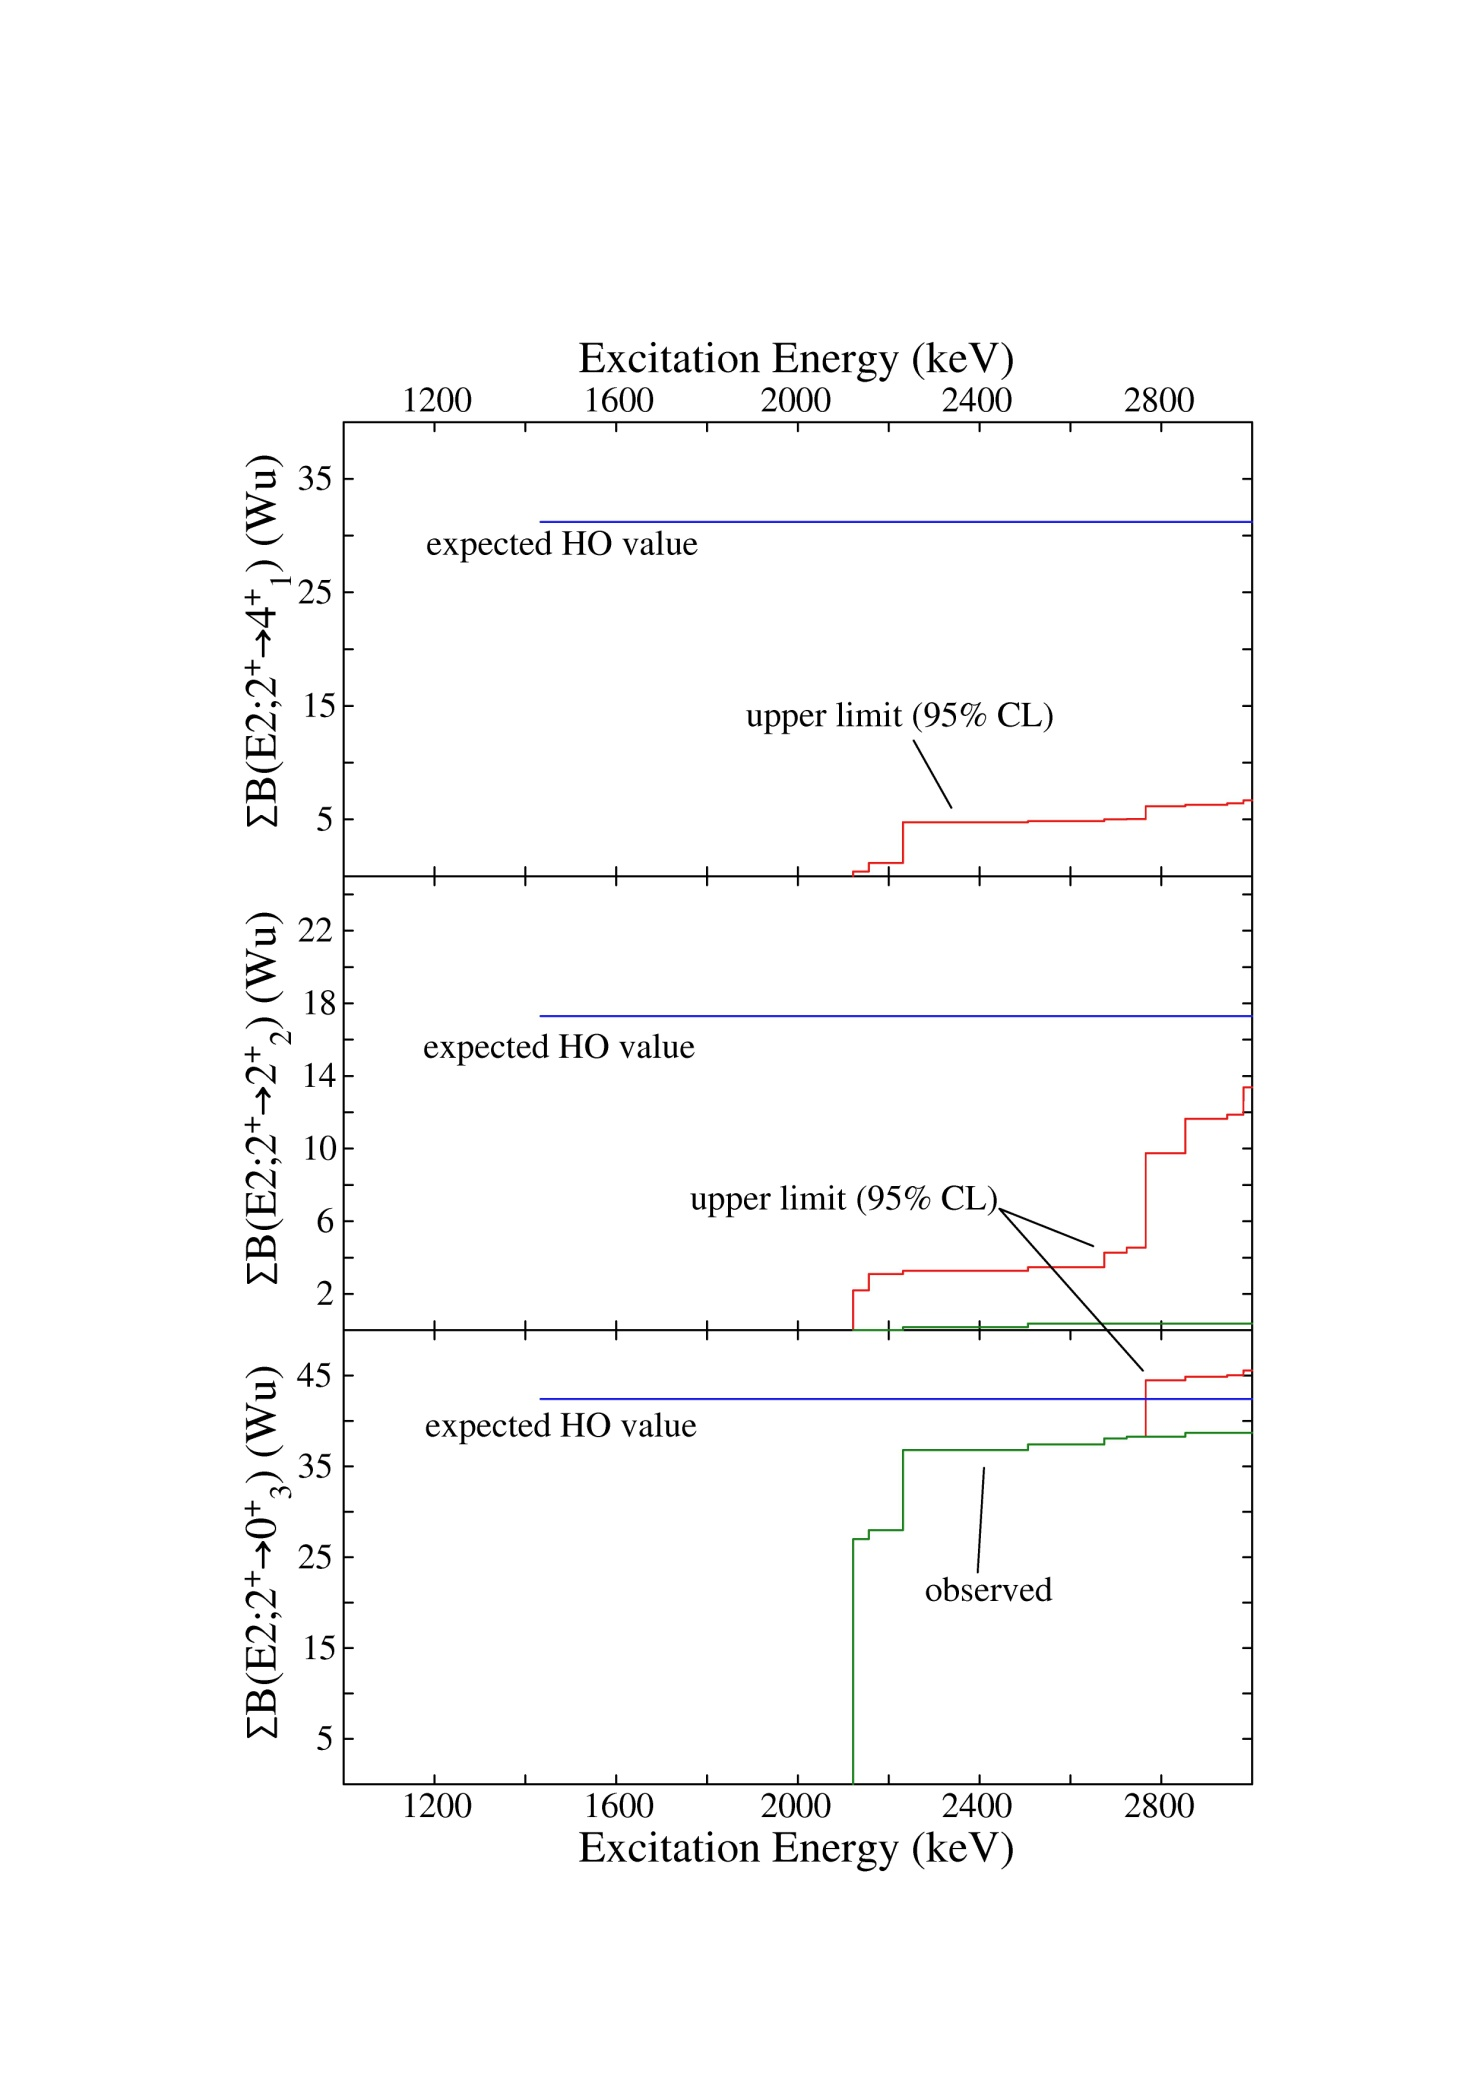 Excitation Energy (keV)
1200 1600 2000 2400 2800
ΣB(E2;2⁺→4⁺₁) (Wu)
35
25
15
5
expected HO value
upper limit (95% CL)
ΣB(E2;2⁺→2⁺₂) (Wu)
22
18
14
10
6
2
expected HO value
upper limit (95% CL)
ΣB(E2;2⁺→0⁺₃) (Wu)
45
35
25
15
5
expected HO value
observed
1200 1600 2000 2400 2800
Excitation Energy (keV)